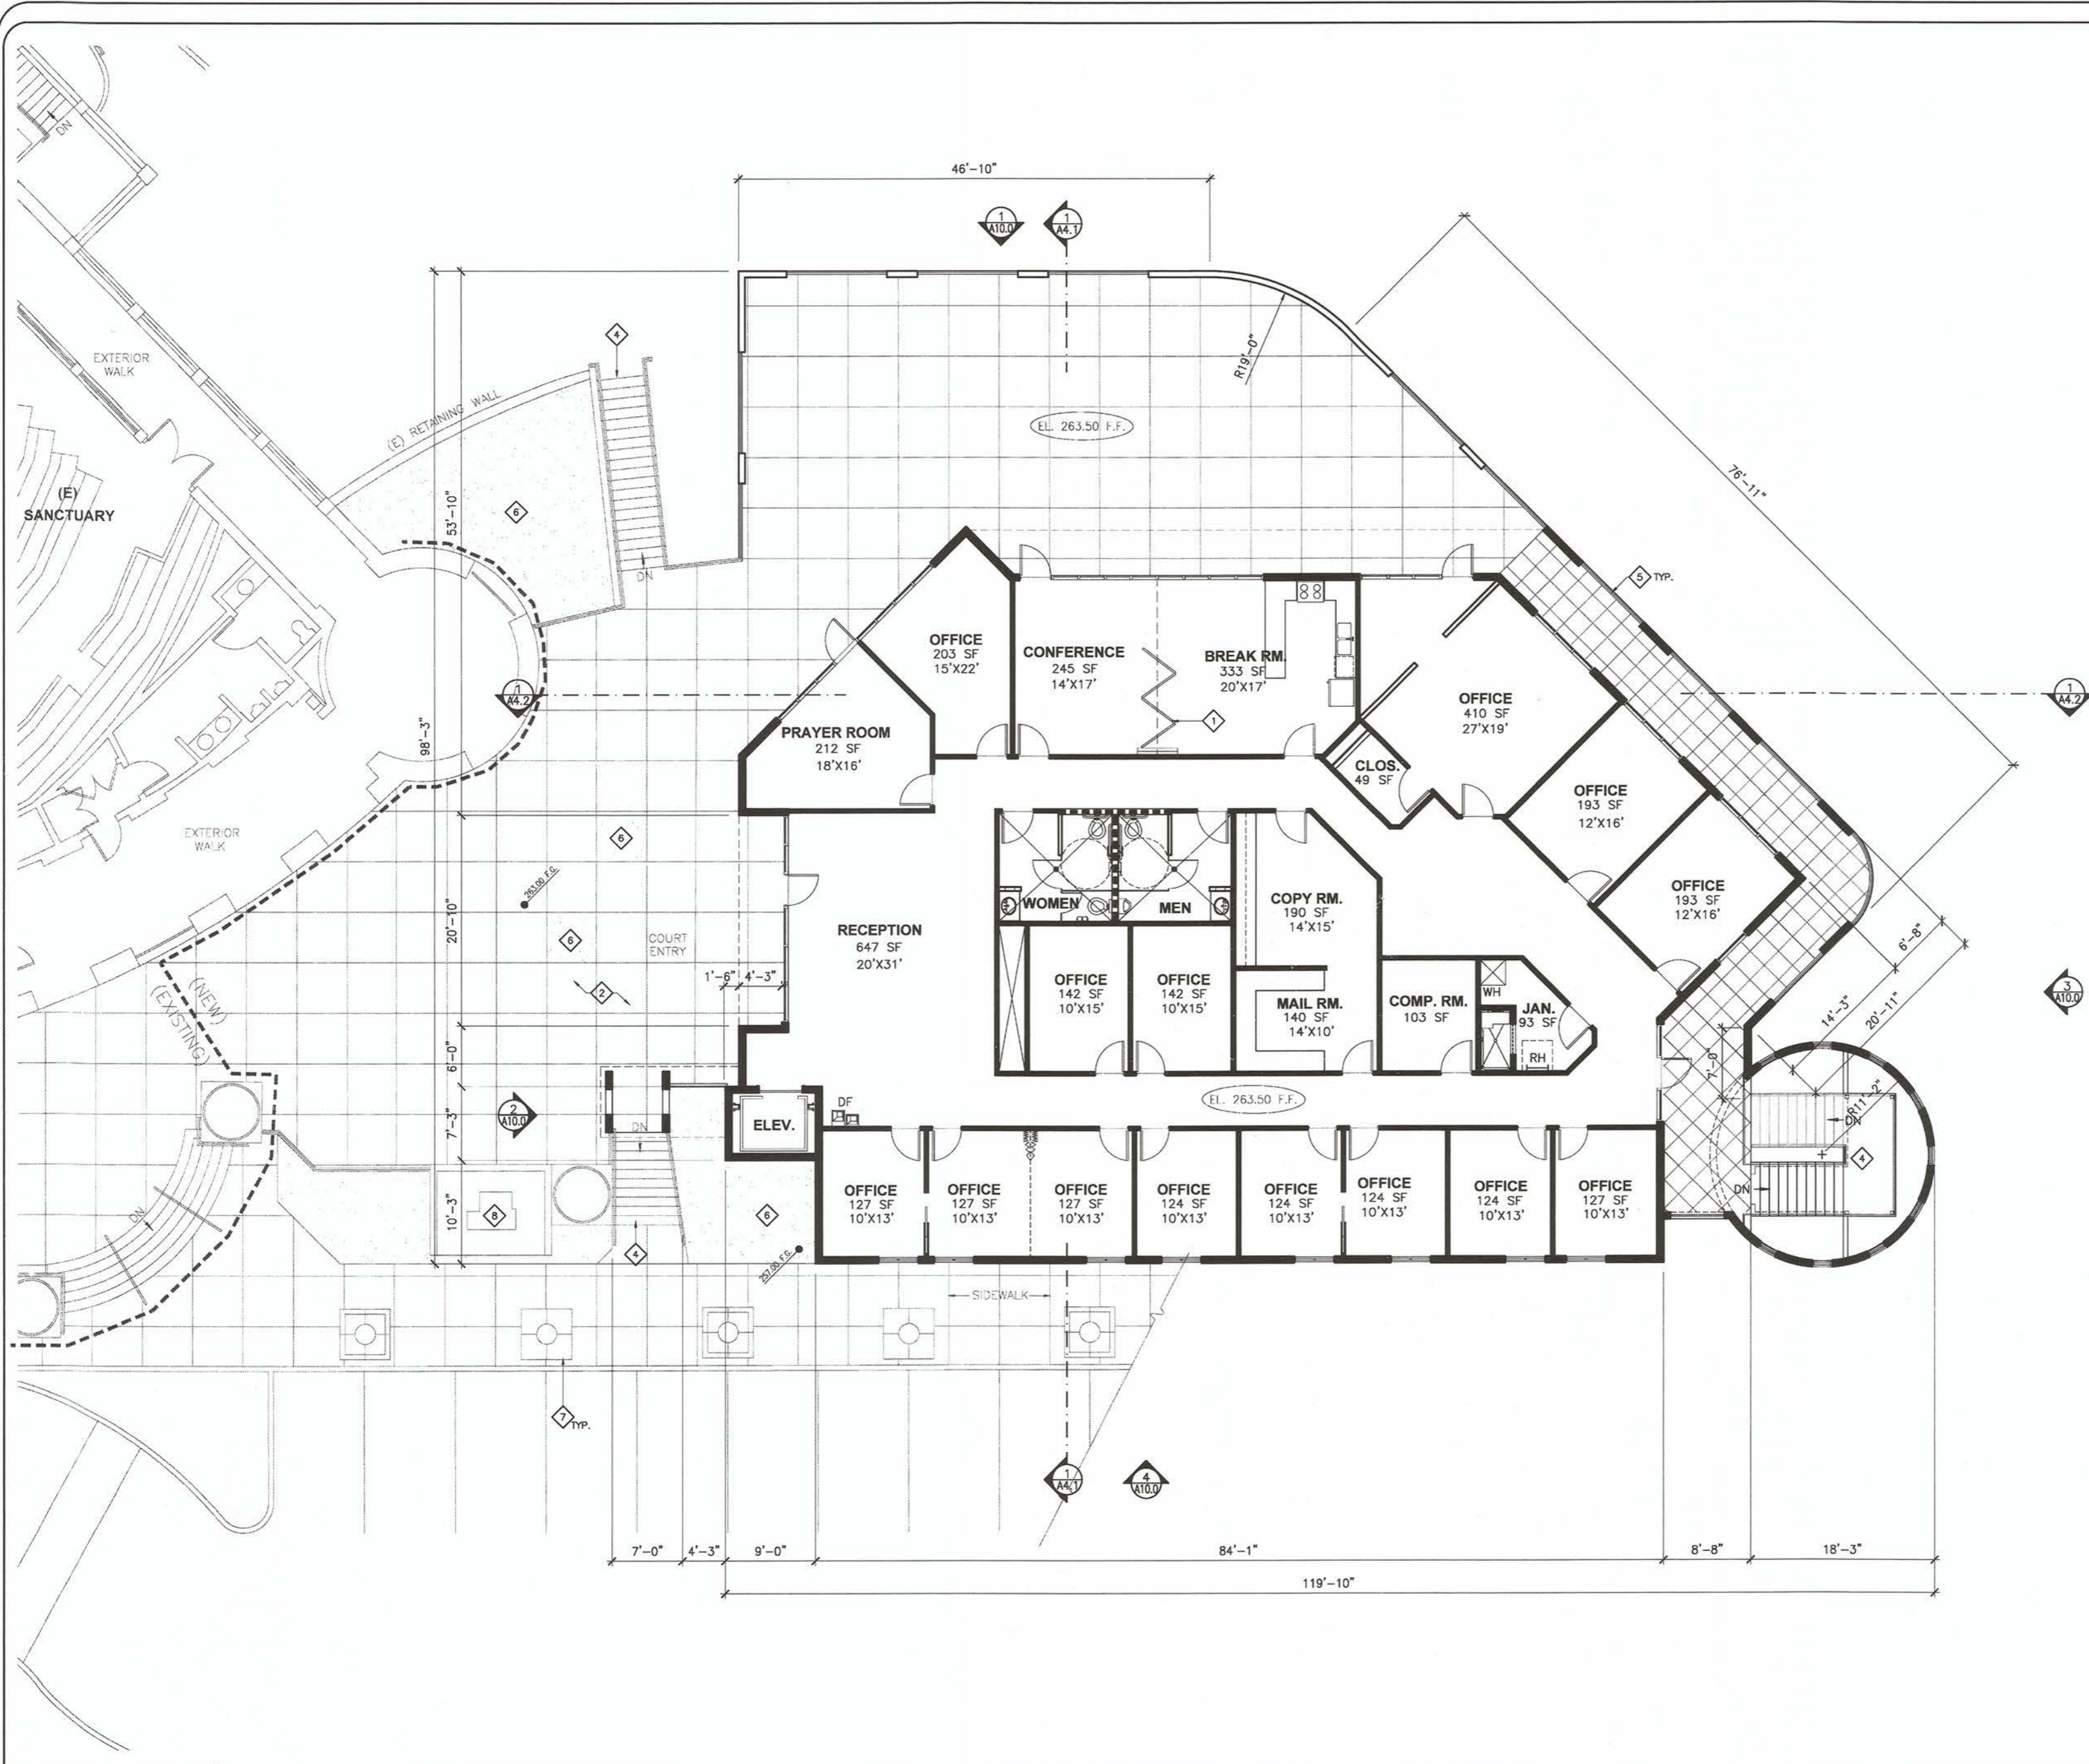 46'-10"
1
A10.0
1
A4.1
DN
EXTERIOR
WALK
4
(E) RETAINING WALL
R19'-0"
EL. 263.50 F.F.
76'-11"
(E)
SANCTUARY
6
53'-10"
DN
5 TYP.
OFFICE
203 SF
15'X22'
CONFERENCE
245 SF
14'X17'
BREAK RM.
333 SF
20'X17'
1
A4.2
1
A4.2
OFFICE
410 SF
27'X19'
1
98'-3"
PRAYER ROOM
212 SF
18'X16'
CLOS.
49 SF
OFFICE
193 SF
12'X16'
EXTERIOR
WALK
6
263.00 F.G.
OFFICE
193 SF
12'X16'
WOMEN
MEN
COPY RM.
190 SF
14'X15'
RECEPTION
647 SF
20'X31'
20'-10"
6
COURT
ENTRY
6'-8"
1'-6"
4'-3"
2
OFFICE
142 SF
10'X15'
OFFICE
142 SF
10'X15'
MAIL RM.
140 SF
14'X10'
COMP. RM.
103 SF
WH
JAN.
93 SF
RH
14'-3"
20'-11"
3
A10.0
(NEW)
(EXISTING)
6'-0"
7'-0"
R11'-2"
2
A10.0
7'-3"
DN
ELEV.
DF
EL. 263.50 F.F.
DN
4
DN
DN
10'-3"
8
6
4
257.00 F.G.
OFFICE
127 SF
10'X13'
OFFICE
127 SF
10'X13'
OFFICE
127 SF
10'X13'
OFFICE
124 SF
10'X13'
OFFICE
124 SF
10'X13'
OFFICE
124 SF
10'X13'
OFFICE
124 SF
10'X13'
OFFICE
127 SF
10'X13'
SIDEWALK
7 TYP.
1
A4.1
4
A10.0
7'-0"
4'-3"
9'-0"
84'-1"
8'-8"
18'-3"
119'-10"